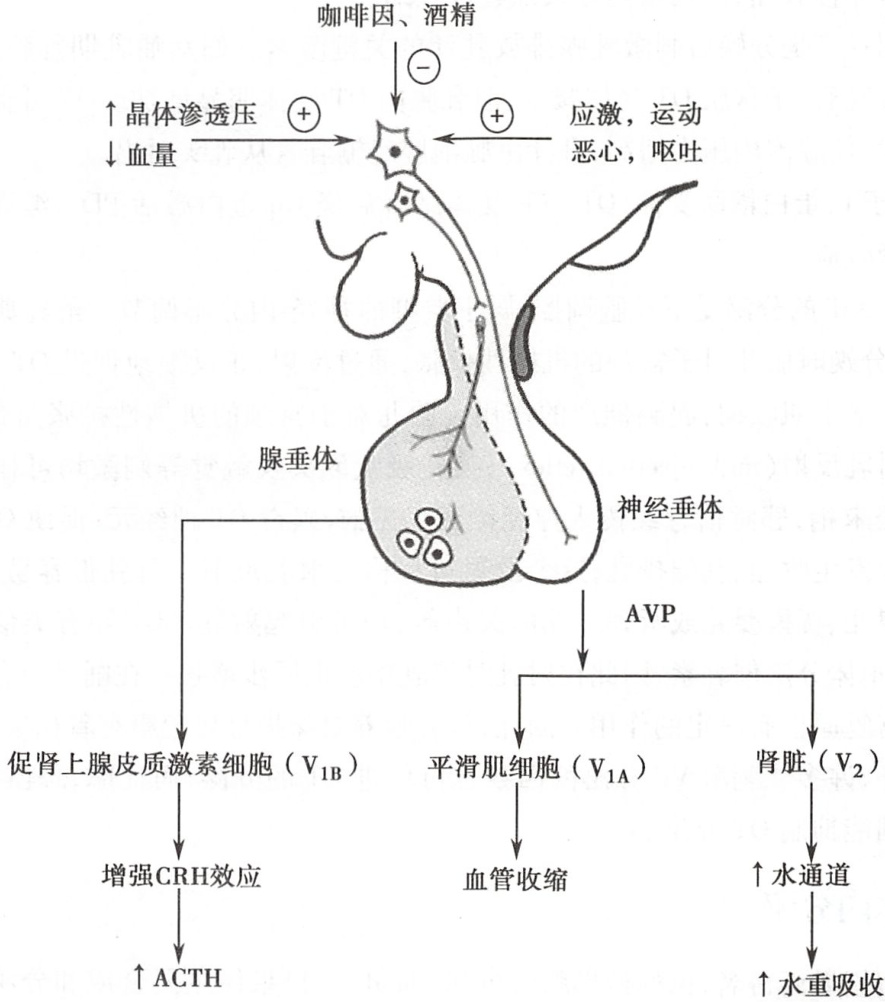 咖啡因、酒精
−
↑晶体渗透压
↓血量
+
+
应激，运动
恶心，呕吐
腺垂体
神经垂体
AVP
促肾上腺皮质激素细胞（V1B）
平滑肌细胞（V1A）
肾脏（V2）
增强CRH效应
血管收缩
↑水通道
↑ACTH
↑水重吸收